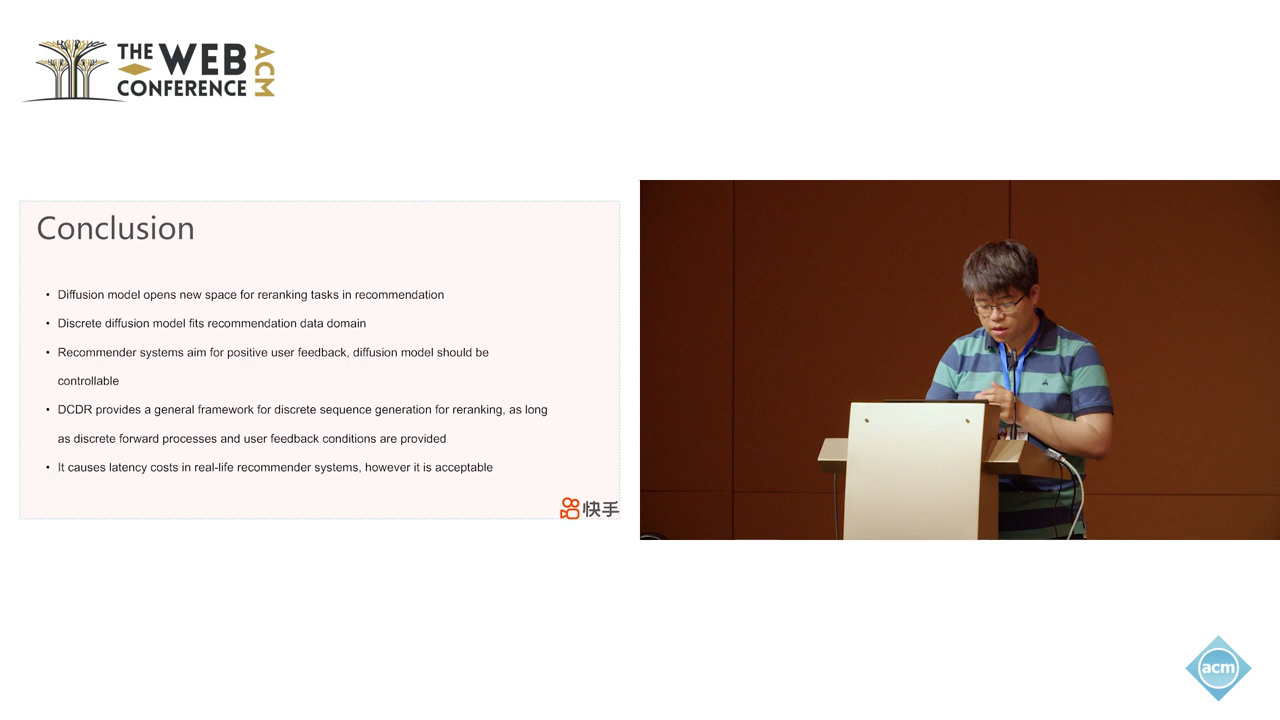 THE WEB
CONFERENCE
ACM
Conclusion
• Diffusion model opens new space for reranking tasks in recommendation
• Discrete diffusion model fits recommendation data domain
• Recommender systems aim for positive user feedback, diffusion model should be
controllable
• DCDR provides a general framework for discrete sequence generation for reranking, as long
as discrete forward processes and user feedback conditions are provided
• It causes latency costs in real-life recommender systems, however it is acceptable
快手
acm